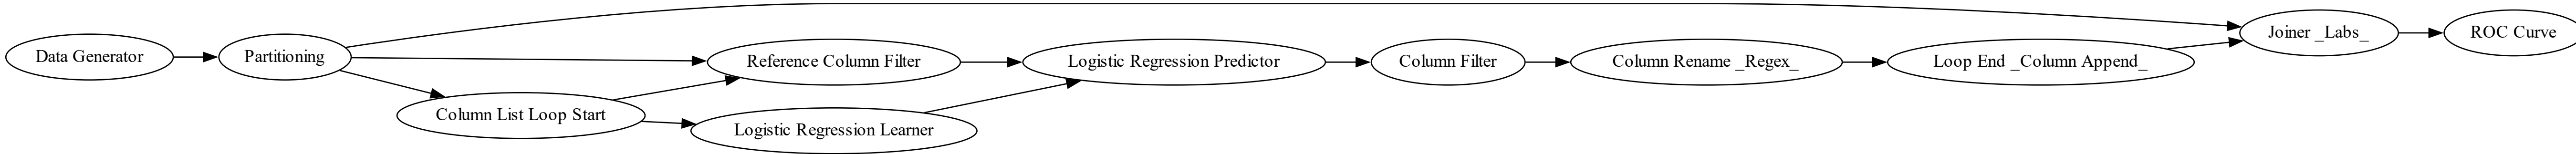 Data Generator
Partitioning
Column List Loop Start
Reference Column Filter
Logistic Regression Learner
Logistic Regression Predictor
Column Filter
Column Rename _Regex_
Loop End _Column Append_
Joiner _Labs_
ROC Curve